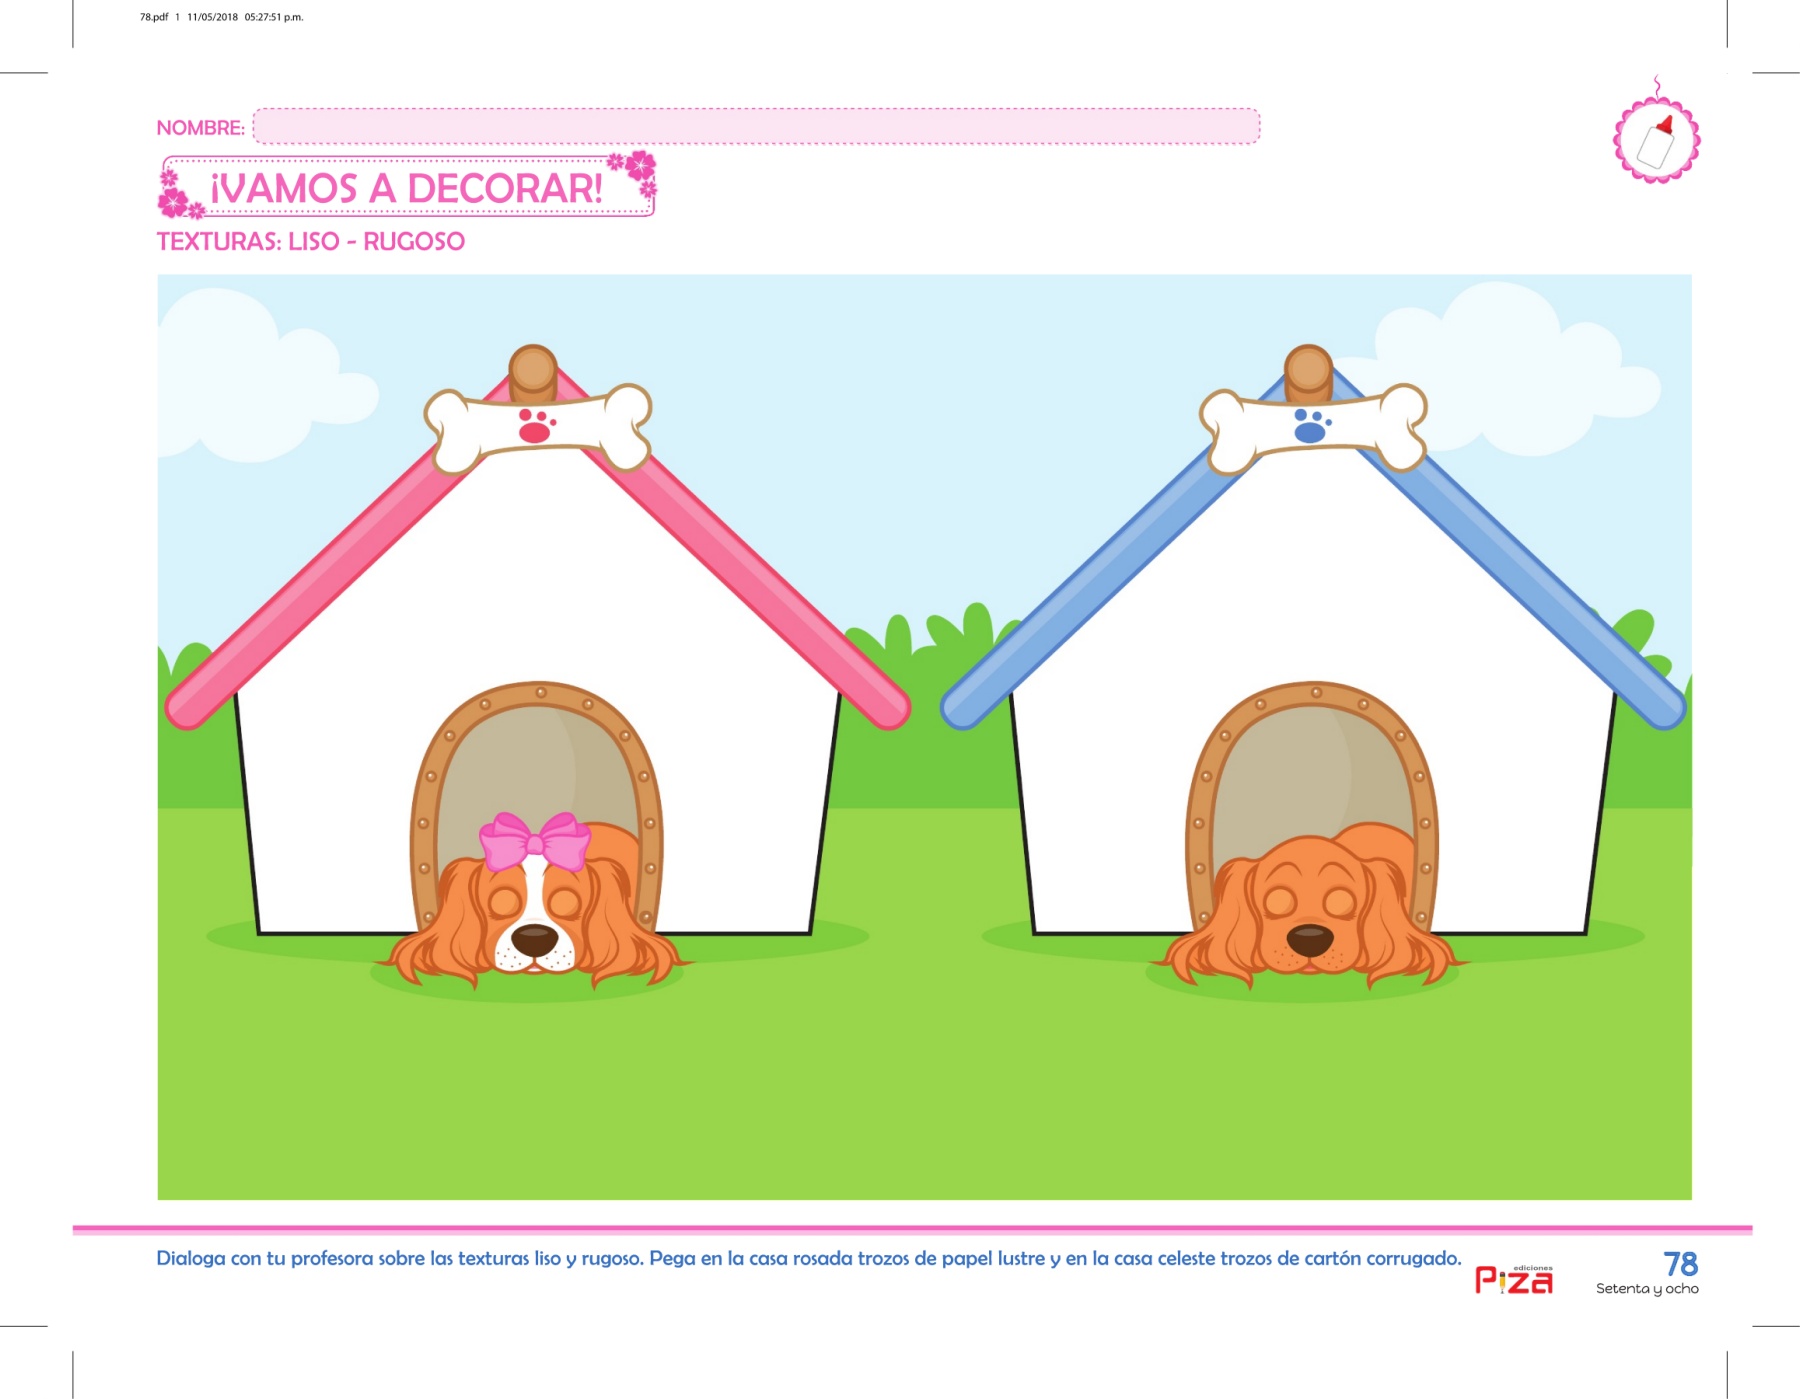 78.pdf 1 11/05/2018 05:27:51 p.m.
NOMBRE:
¡VAMOS A DECORAR!
TEXTURAS: LISO - RUGOSO
Dialoga con tu profesora sobre las texturas liso y rugoso. Pega en la casa rosada trozos de papel lustre y en la casa celeste trozos de cartón corrugado.
ediciones
Piza
78
Setenta y ocho